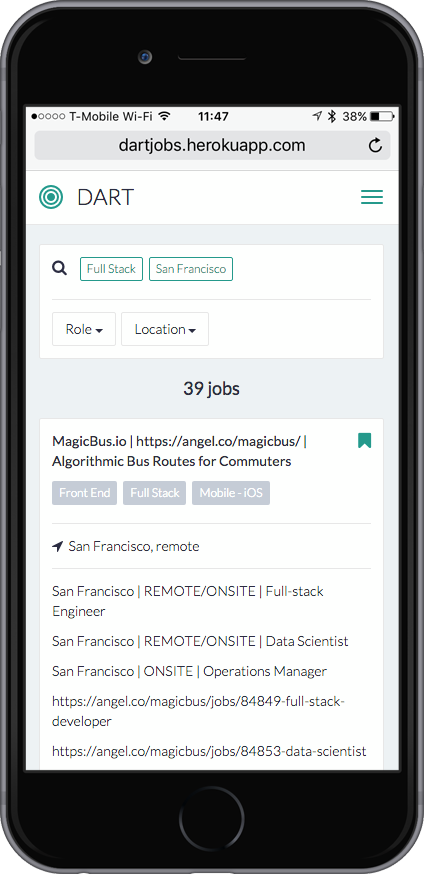 T-Mobile Wi-Fi 11:47 38%
dartjobs.herokuapp.com
DART
Full Stack San Francisco
Role Location
39 jobs
MagicBus.io | https://angel.co/magicbus/ |
Algorithmic Bus Routes for Commuters
Front End Full Stack Mobile - iOS
San Francisco, remote
San Francisco | REMOTE/ONSITE | Full-stack
Engineer
San Francisco | REMOTE/ONSITE | Data Scientist
San Francisco | ONSITE | Operations Manager
https://angel.co/magicbus/jobs/84849-full-stack-
developer
https://angel.co/magicbus/jobs/84853-data-scientist